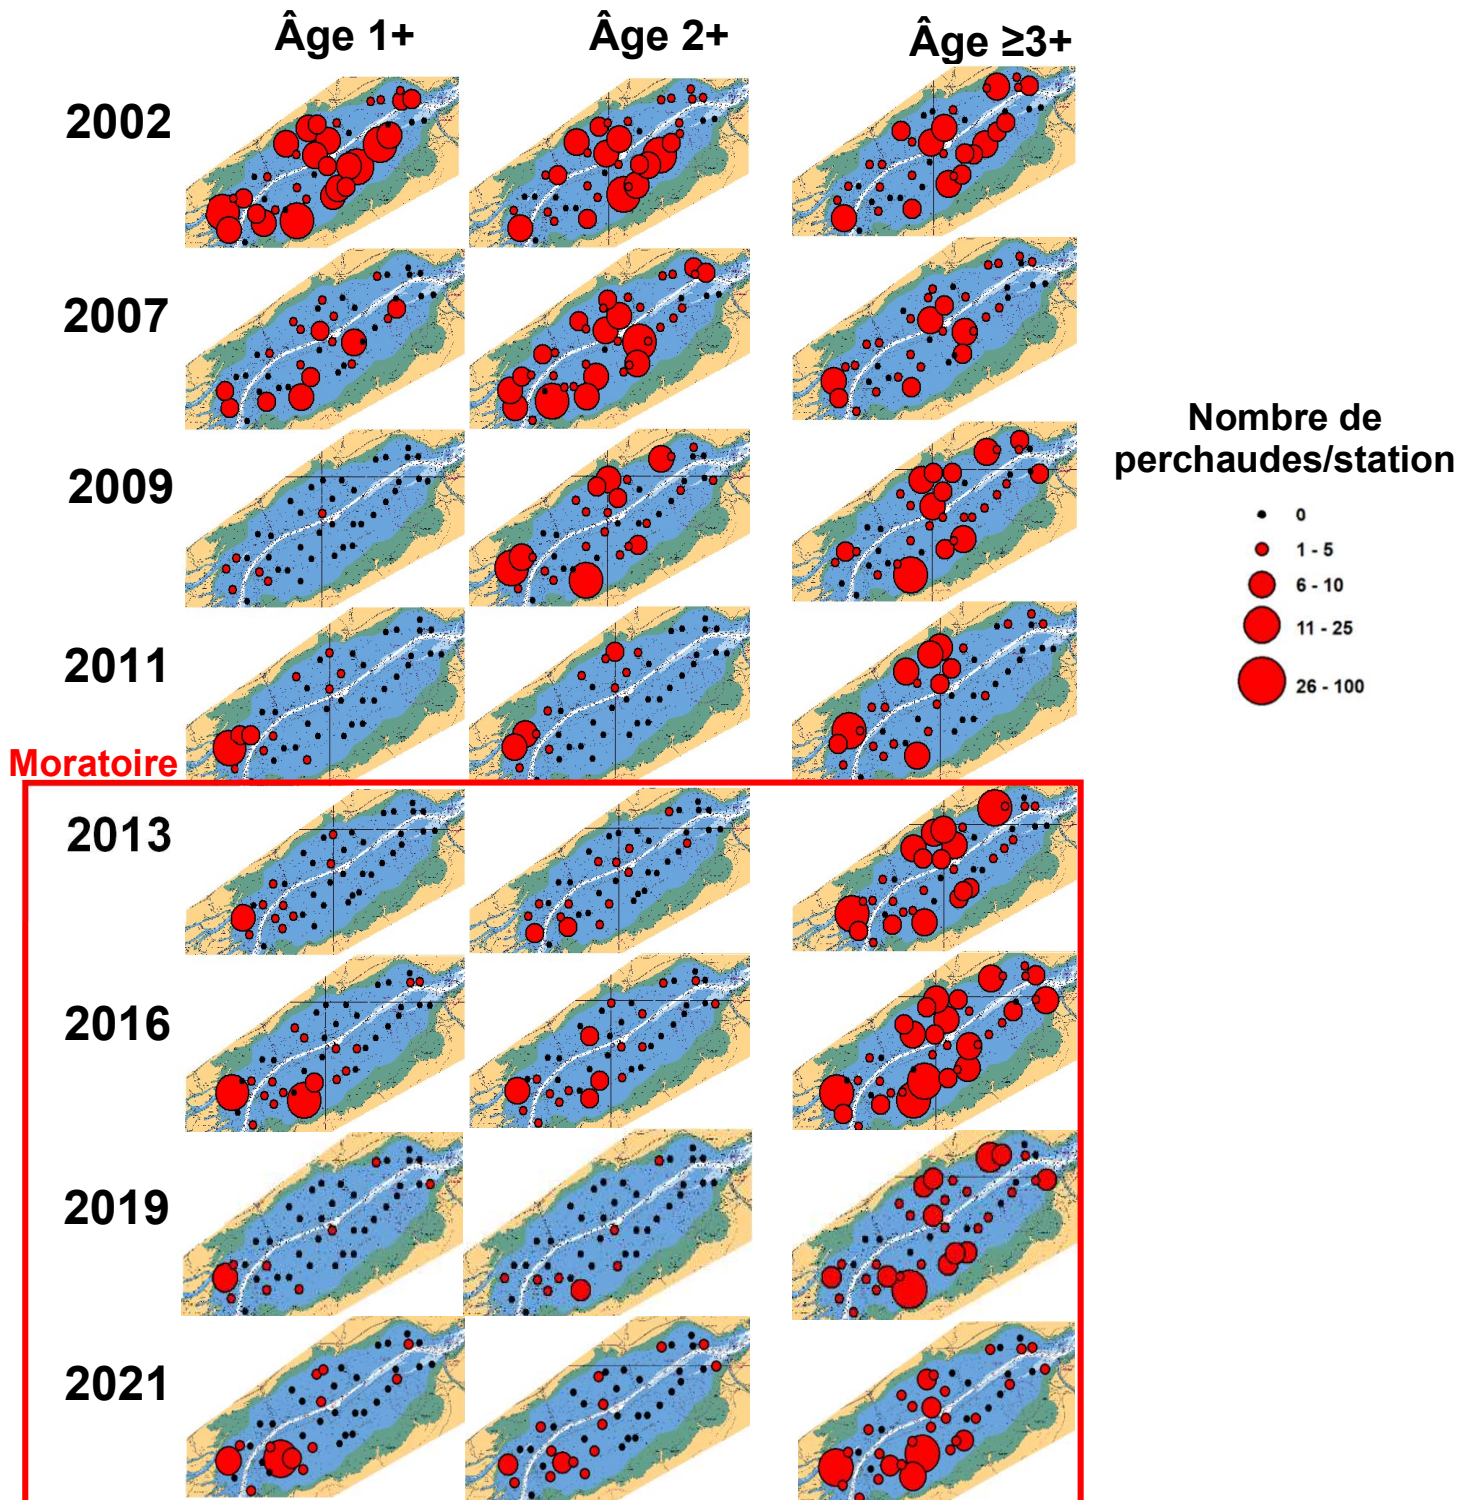 Âge 1+ Âge 2+ Âge ≥3+
2002
2007
2009
2011
Moratoire
2013
2016
2019
2021
Nombre de
perchaudes/station
0
1 - 5
6 - 10
11 - 25
26 - 100